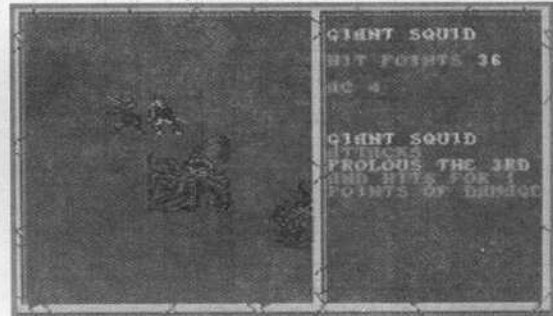 GIANT SQUID
HIT POINTS 36
AC 4
GIANT SQUID
ATTACKS
PROLOUS THE 3RD
AND HITS FOR 1
POINTS OF DAMAGE